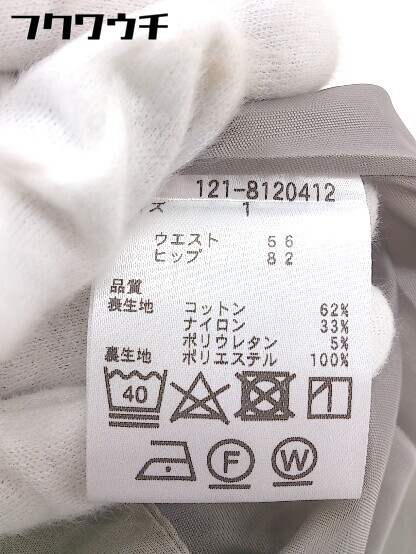 フクワウチ
121-8120412
ズ 1
ウエスト 56
ヒップ 82
品質
表生地 コットン 62%
ナイロン 33%
ポリウレタン 5%
裏生地 ポリエステル 100%
40
F W